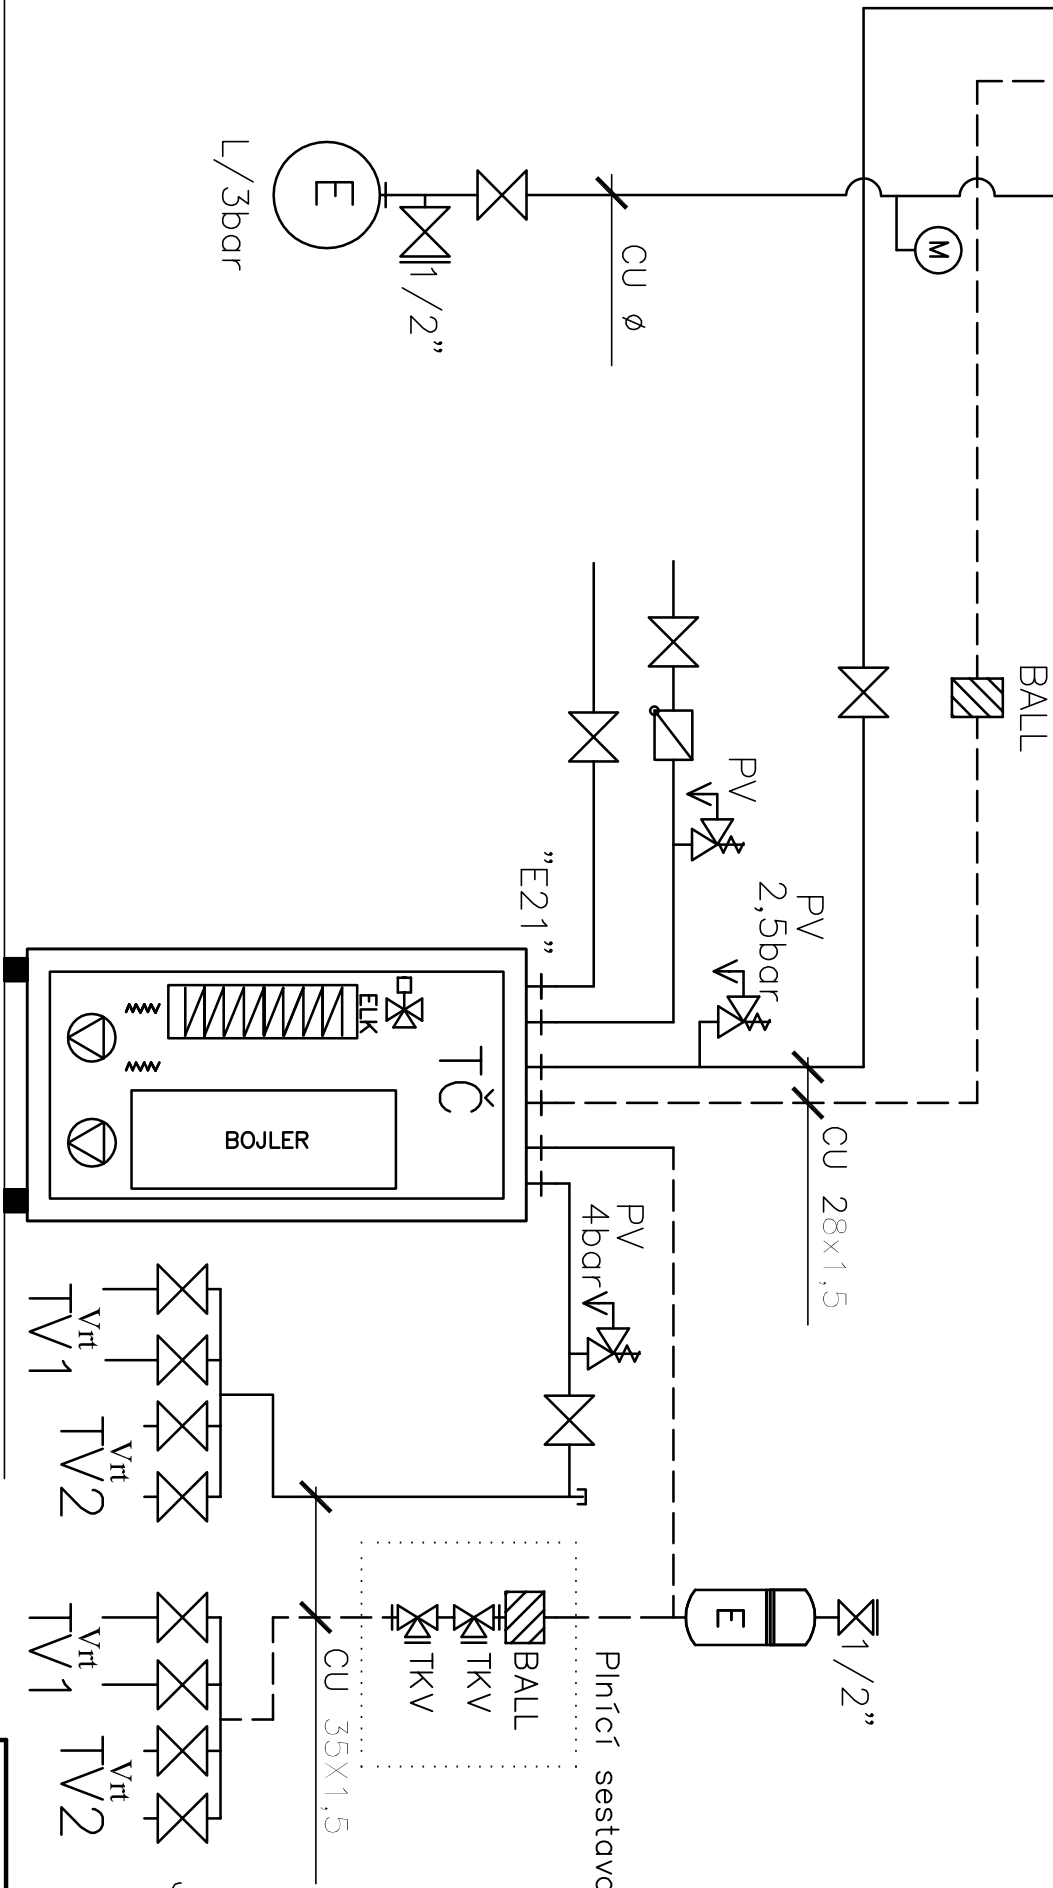 BALL
M
CU ø
1/2”
E
L/3bar
PV
PV
2,5bar
”E21”
CU 28x1,5
ELK
TČ
BOJLER
PV
4bar
1/2”
E
Plnící sestava
BALL
TKV
TKV
CU 35X1,5
Vrt
TV1
Vrt
TV2
Vrt
TV1
Vrt
TV2